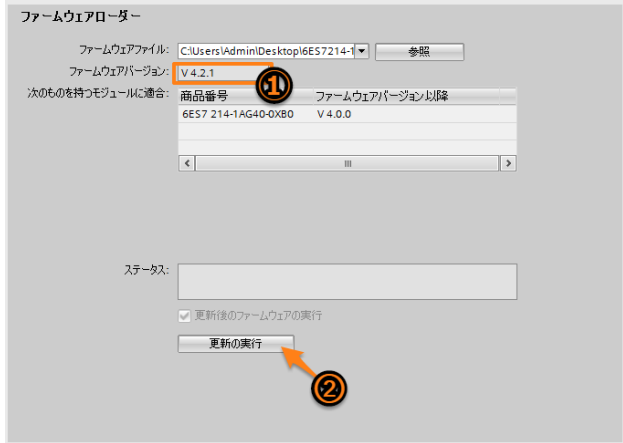 ファームウェアローダー
ファームウェアファイル: C:\Users\Admin\Desktop\6ES7214-1 参照
ファームウェアバージョン: V 4.2.1
①
次のものを持つモジュールに適合: 商品番号 ファームウェアバージョン以降
6ES7 214-1AG40-0XB0 V 4.0.0
ステータス:
更新後のファームウェアの実行
更新の実行
②